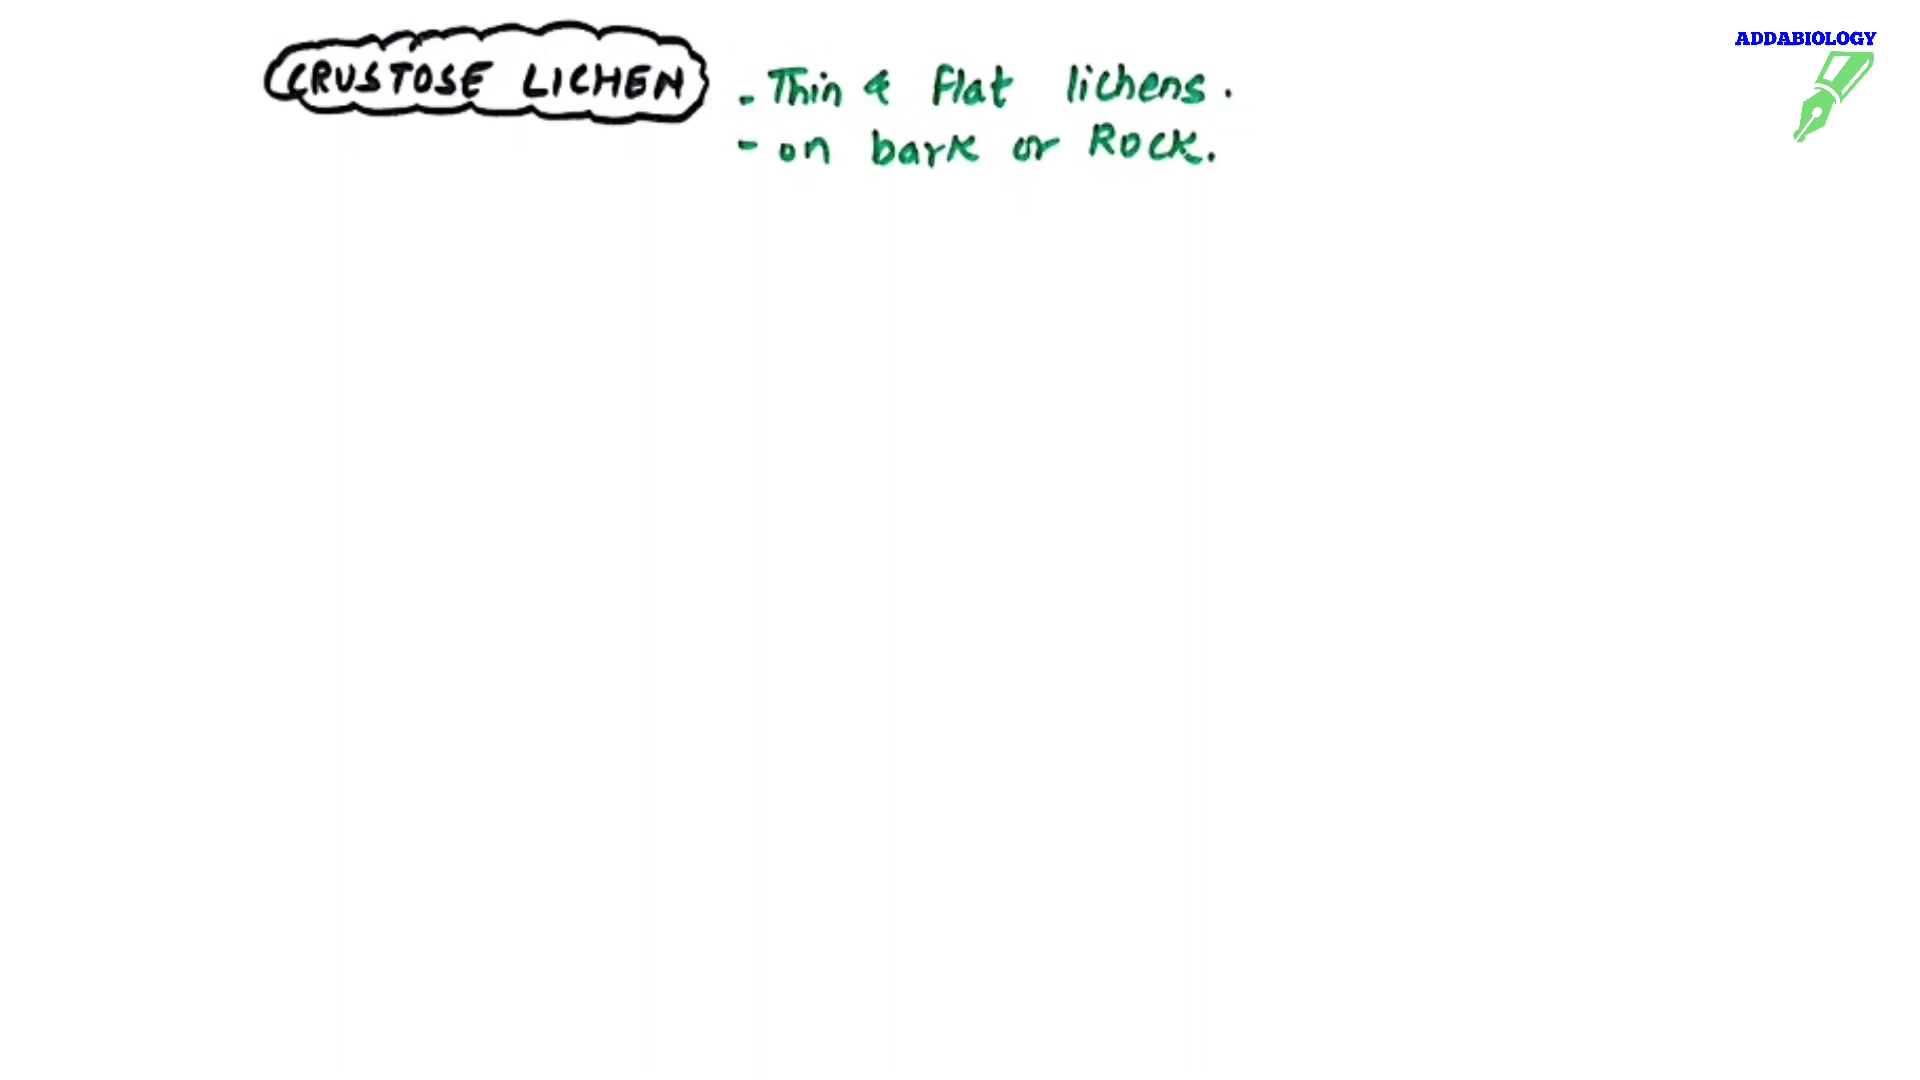 CRUSTOSE LICHEN
- Thin & Flat lichens.
- on bark or Rock.
ADDABIOLOGY